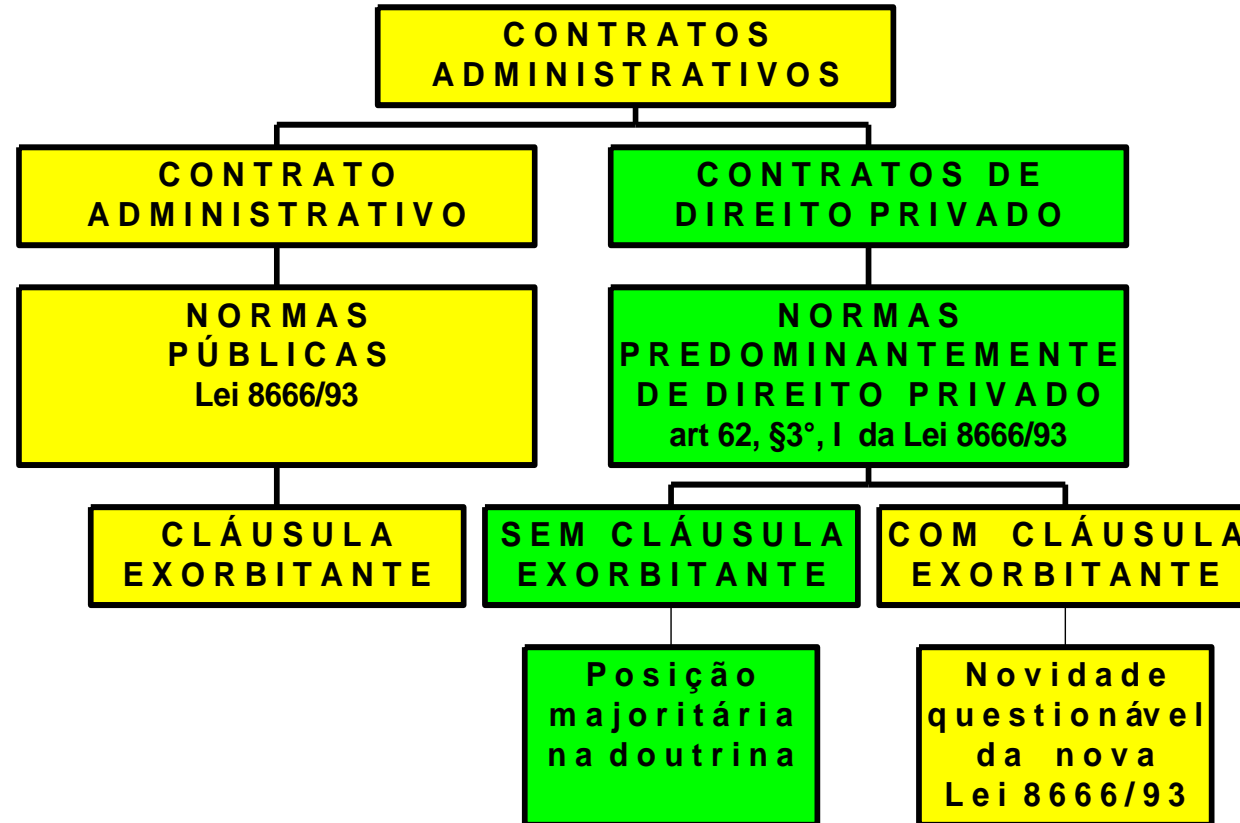 CONTRATOS
ADMINISTRATIVOS
CONTRATO
ADMINISTRATIVO
CONTRATOS DE
DIREITO PRIVADO
NORMAS
PÚBLICAS
Lei 8666/93
NORMAS
PREDOMINANTEMENTE
DE DIREITO PRIVADO
art 62, §3°, I da Lei 8666/93
CLÁUSULA
EXORBITANTE
SEM CLÁUSULA
EXORBITANTE
COM CLÁUSULA
EXORBITANTE
Posição
majoritária
na doutrina
Novidade
questionável
da nova
Lei 8666/93